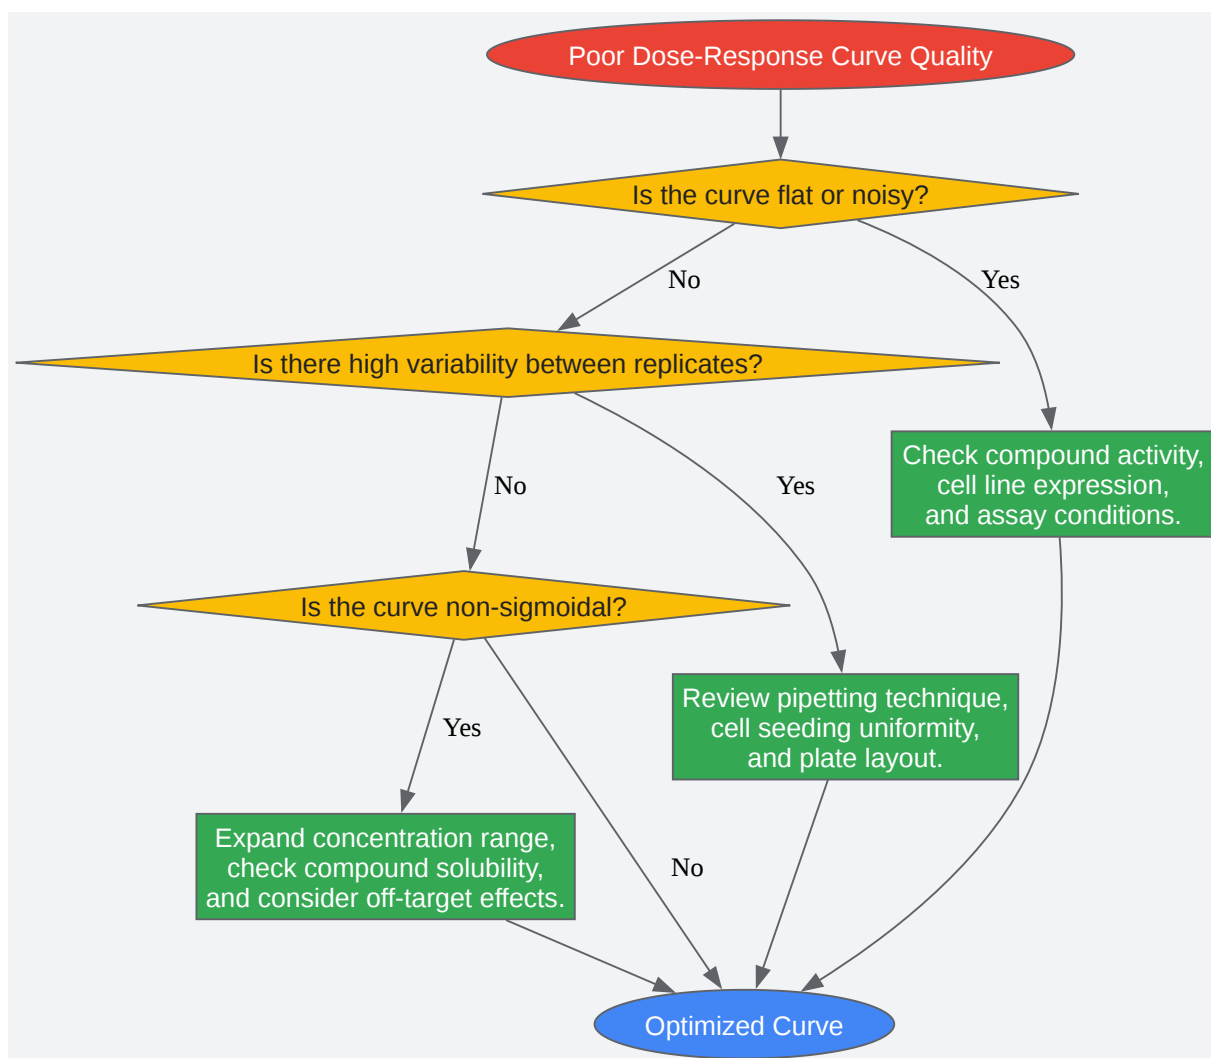 Poor Dose-Response Curve Quality
Is the curve flat or noisy?
No
Yes
Is there high variability between replicates?
Check compound activity,
cell line expression,
and assay conditions.
No
Yes
Is the curve non-sigmoidal?
Review pipetting technique,
cell seeding uniformity,
and plate layout.
Yes
Expand concentration range,
check compound solubility,
and consider off-target effects.
No
Optimized Curve